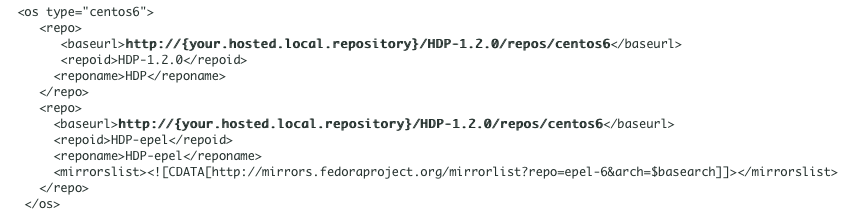 <os type="centos6">
<repo>
<baseurl>http://{your.hosted.local.repository}/HDP-1.2.0/repos/centos6</baseurl>
<repoid>HDP-1.2.0</repoid>
<reponame>HDP</reponame>
</repo>
<repo>
<baseurl>http://{your.hosted.local.repository}/HDP-1.2.0/repos/centos6</baseurl>
<repoid>HDP-epel</repoid>
<reponame>HDP-epel</reponame>
<mirrorslist><![CDATA[http://mirrors.fedoraproject.org/mirrorlist?repo=epel-6&arch=$basearch]]></mirrorslist>
</repo>
</os>